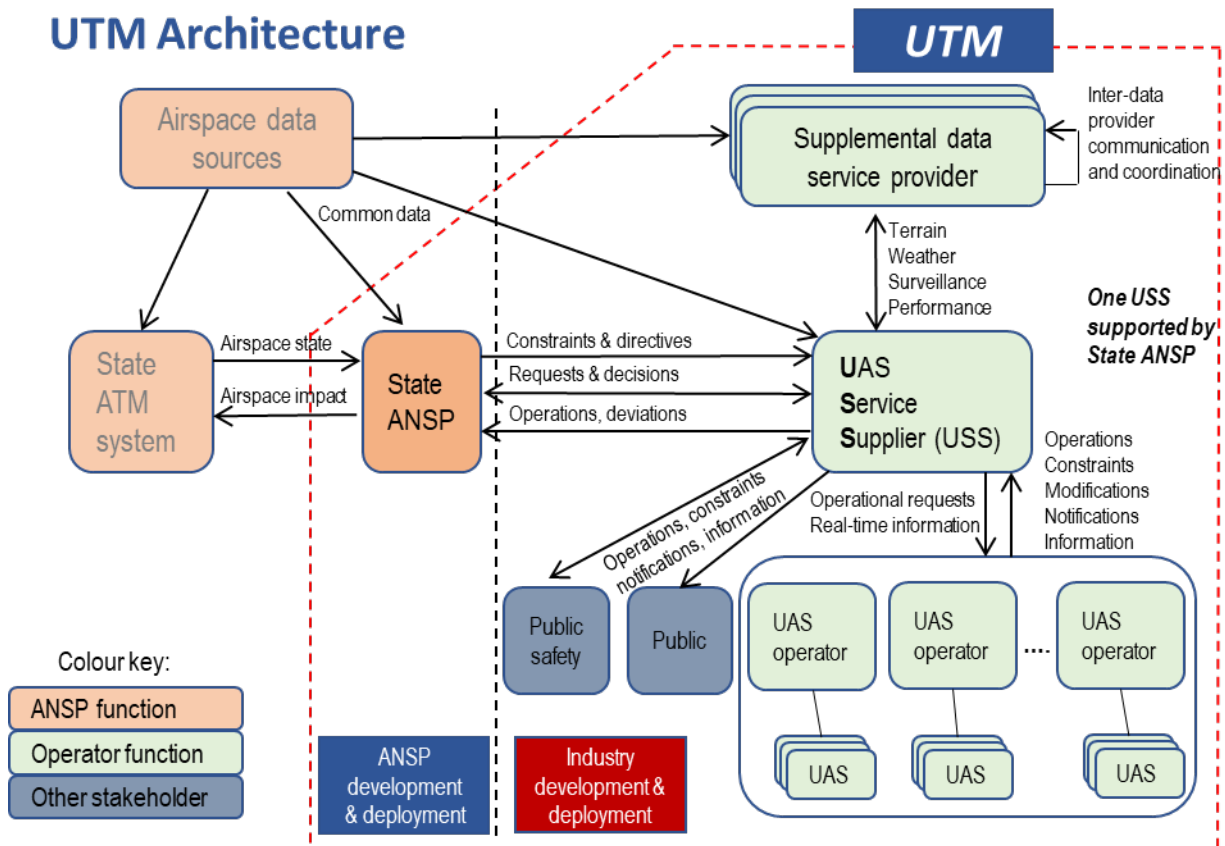 UTM Architecture
UTM
Airspace data
sources
Supplemental data
service provider
Inter-data
provider
communication
and coordination
Common data
Terrain
Weather
Surveillance
Performance
One USS
supported by
State ANSP
State
ATM
system
Airspace state
Airspace impact
State
ANSP
Constraints & directives
Requests & decisions
Operations, deviations
UAS
Service
Supplier (USS)
Operations, constraints
notifications, information
Operational requests
Real-time information
Operations
Constraints
Modifications
Notifications
Information
Public
safety
Public
UAS
operator
UAS
operator
....
UAS
operator
UAS
UAS
UAS
Colour key:
ANSP function
Operator function
Other stakeholder
ANSP
development
& deployment
Industry
development &
deployment